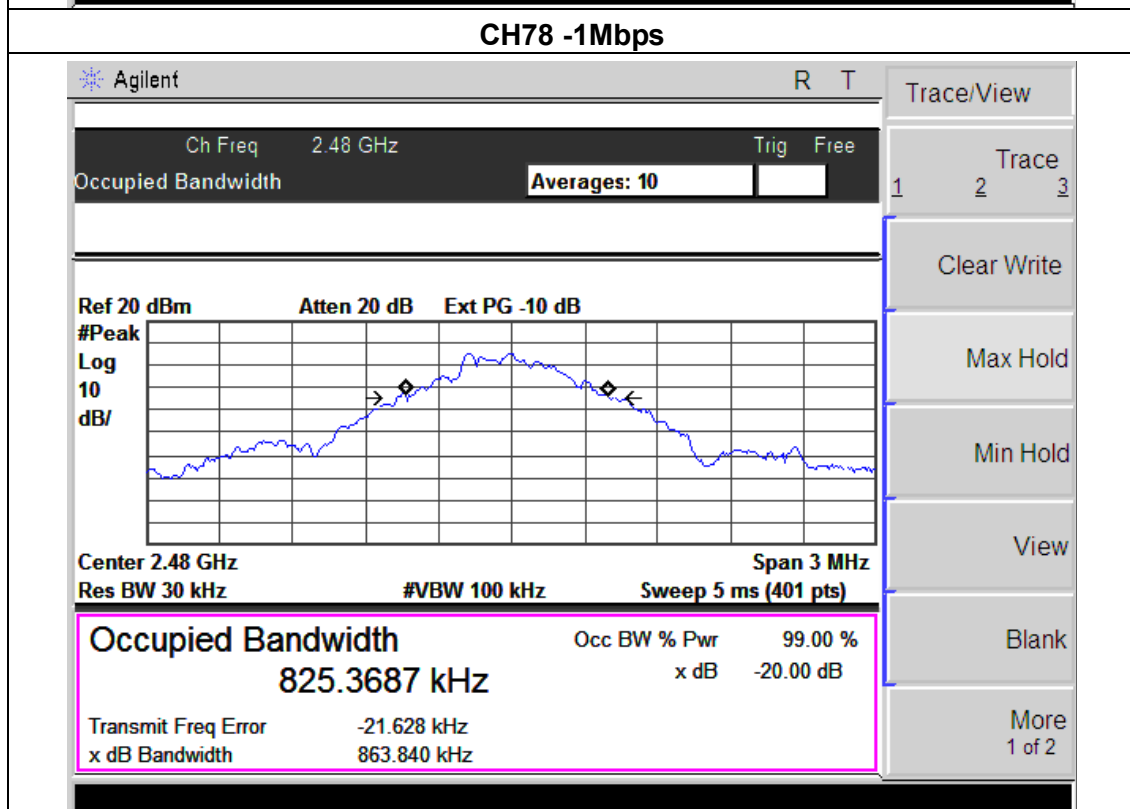 CH78 -1Mbps
Agilent R T
Ch Freq 2.48 GHz Trig Free
Occupied Bandwidth Averages: 10
Ref 20 dBm Atten 20 dB Ext PG -10 dB
#Peak
Log
10
dB/
Center 2.48 GHz Span 3 MHz
Res BW 30 kHz #VBW 100 kHz Sweep 5 ms (401 pts)
Occupied Bandwidth Occ BW % Pwr 99.00 %
825.3687 kHz x dB -20.00 dB
Transmit Freq Error -21.628 kHz
x dB Bandwidth 863.840 kHz
Trace/View
Trace
1 2 3
Clear Write
Max Hold
Min Hold
View
Blank
More
1 of 2